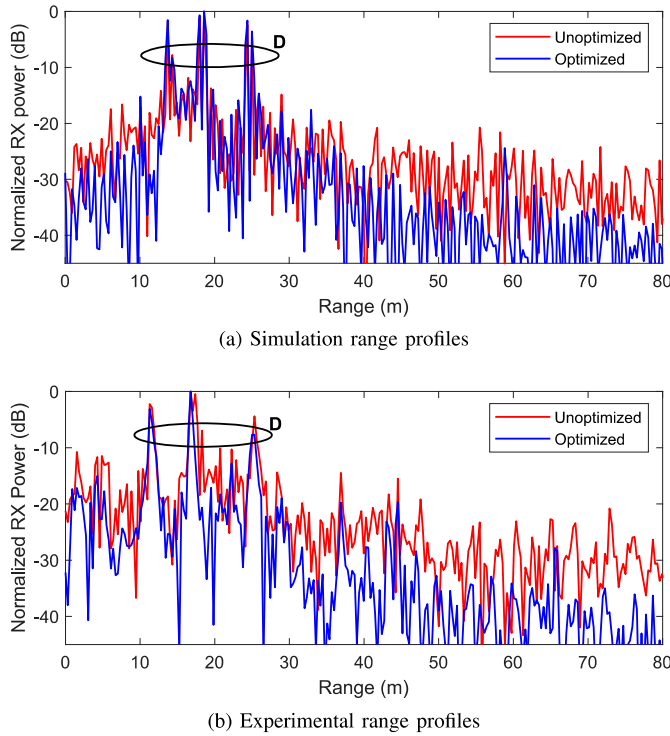 Normalized RX power (dB)
0
-10
-20
-30
-40
D
Unoptimized
Optimized
0 10 20 30 40 50 60 70 80
Range (m)
(a) Simulation range profiles
Normalized RX Power (dB)
0
-10
-20
-30
-40
D
Unoptimized
Optimized
0 10 20 30 40 50 60 70 80
Range (m)
(b) Experimental range profiles